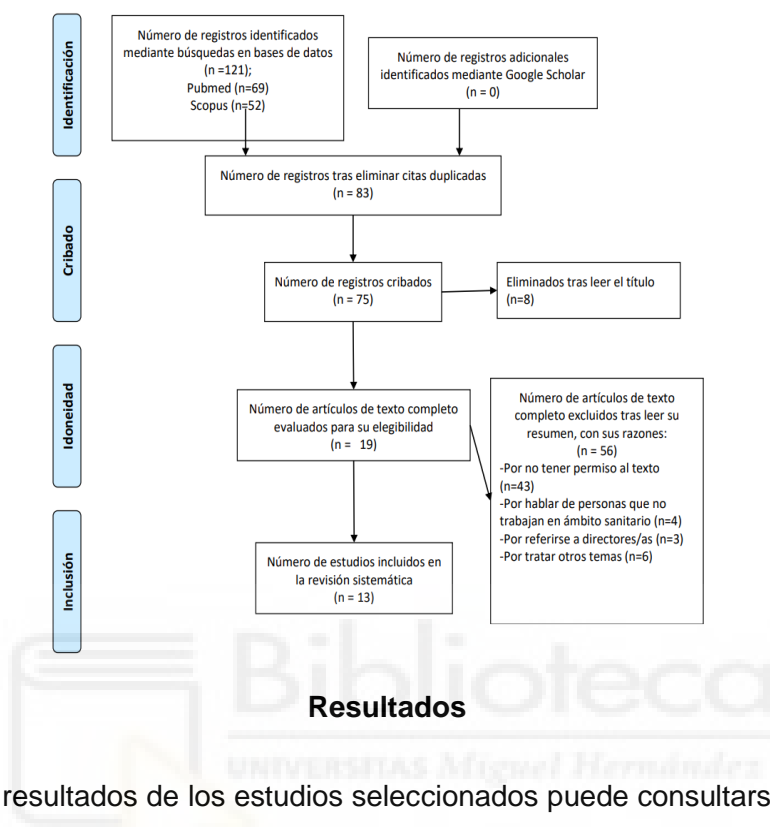 Identificación
Número de registros identificados
mediante búsquedas en bases de datos
(n =121);
Pubmed (n=69)
Scopus (n=52)
Número de registros adicionales
identificados mediante Google Scholar
(n = 0)
Número de registros tras eliminar citas duplicadas
(n = 83)
Cribado
Número de registros cribados
(n = 75)
Eliminados tras leer el título
(n=8)
Idoneidad
Número de artículos de texto completo
evaluados para su elegibilidad
(n = 19)
Número de artículos de texto
completo excluidos tras leer su
resumen, con sus razones:
(n = 56)
-Por no tener permiso al texto
(n=43)
-Por hablar de personas que no
trabajan en ámbito sanitario (n=4)
-Por referirse a directores/as (n=3)
-Por tratar otros temas (n=6)
Inclusión
Número de estudios incluidos en
la revisión sistemática
(n = 13)
Biblioteca
UNIVERSITAS Miguel Hernández
Resultados
resultados de los estudios seleccionados puede consultars